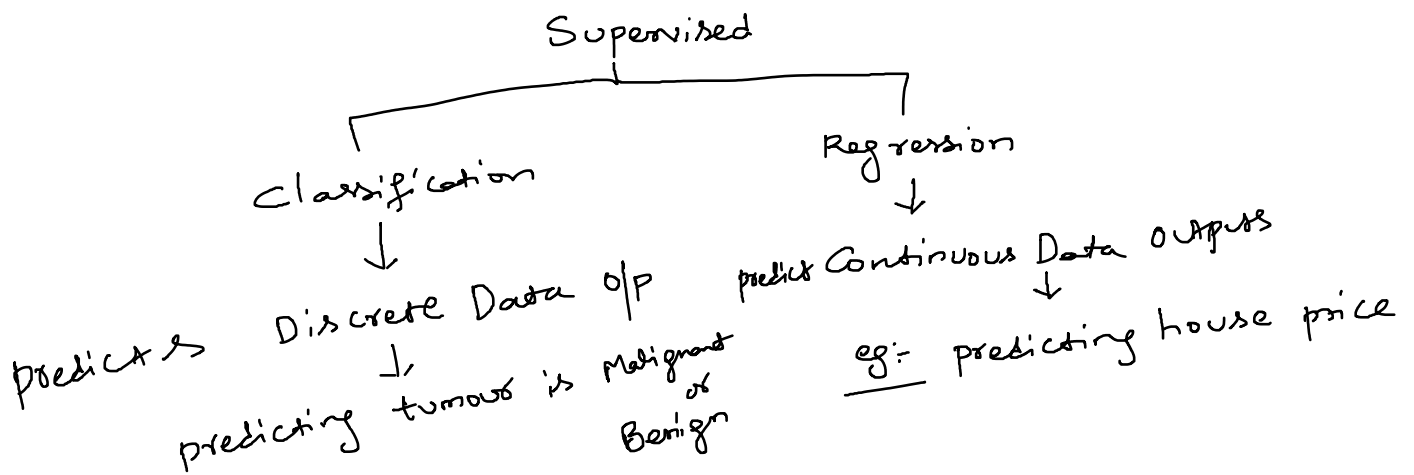 Supervised
Classification
Regression
predicts Discrete Data o/p
predict Continuous Data outputs
predicting tumour is Malignant
or
Benign
eg:- predicting house price